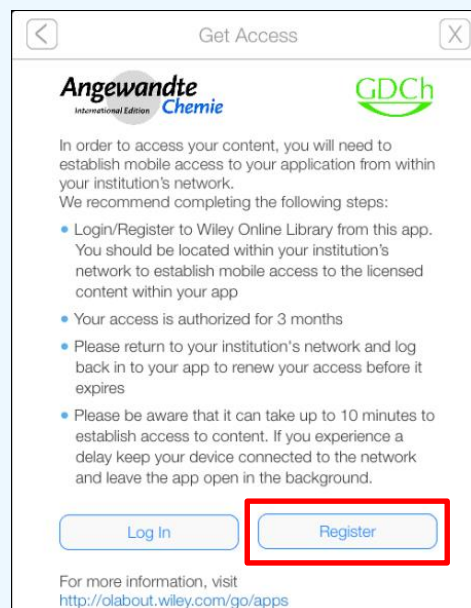 Get Access
X
Angewandte
International Edition Chemie
GDCh
In order to access your content, you will need to
establish mobile access to your application from within
your institution's network.
We recommend completing the following steps:
• Login/Register to Wiley Online Library from this app.
You should be located within your institution's
network to establish mobile access to the licensed
content within your app
• Your access is authorized for 3 months
• Please return to your institution's network and log
back in to your app to renew your access before it
expires
• Please be aware that it can take up to 10 minutes to
establish access to content. If you experience a
delay keep your device connected to the network
and leave the app open in the background.
Log In
Register
For more information, visit
http://olabout.wiley.com/go/apps